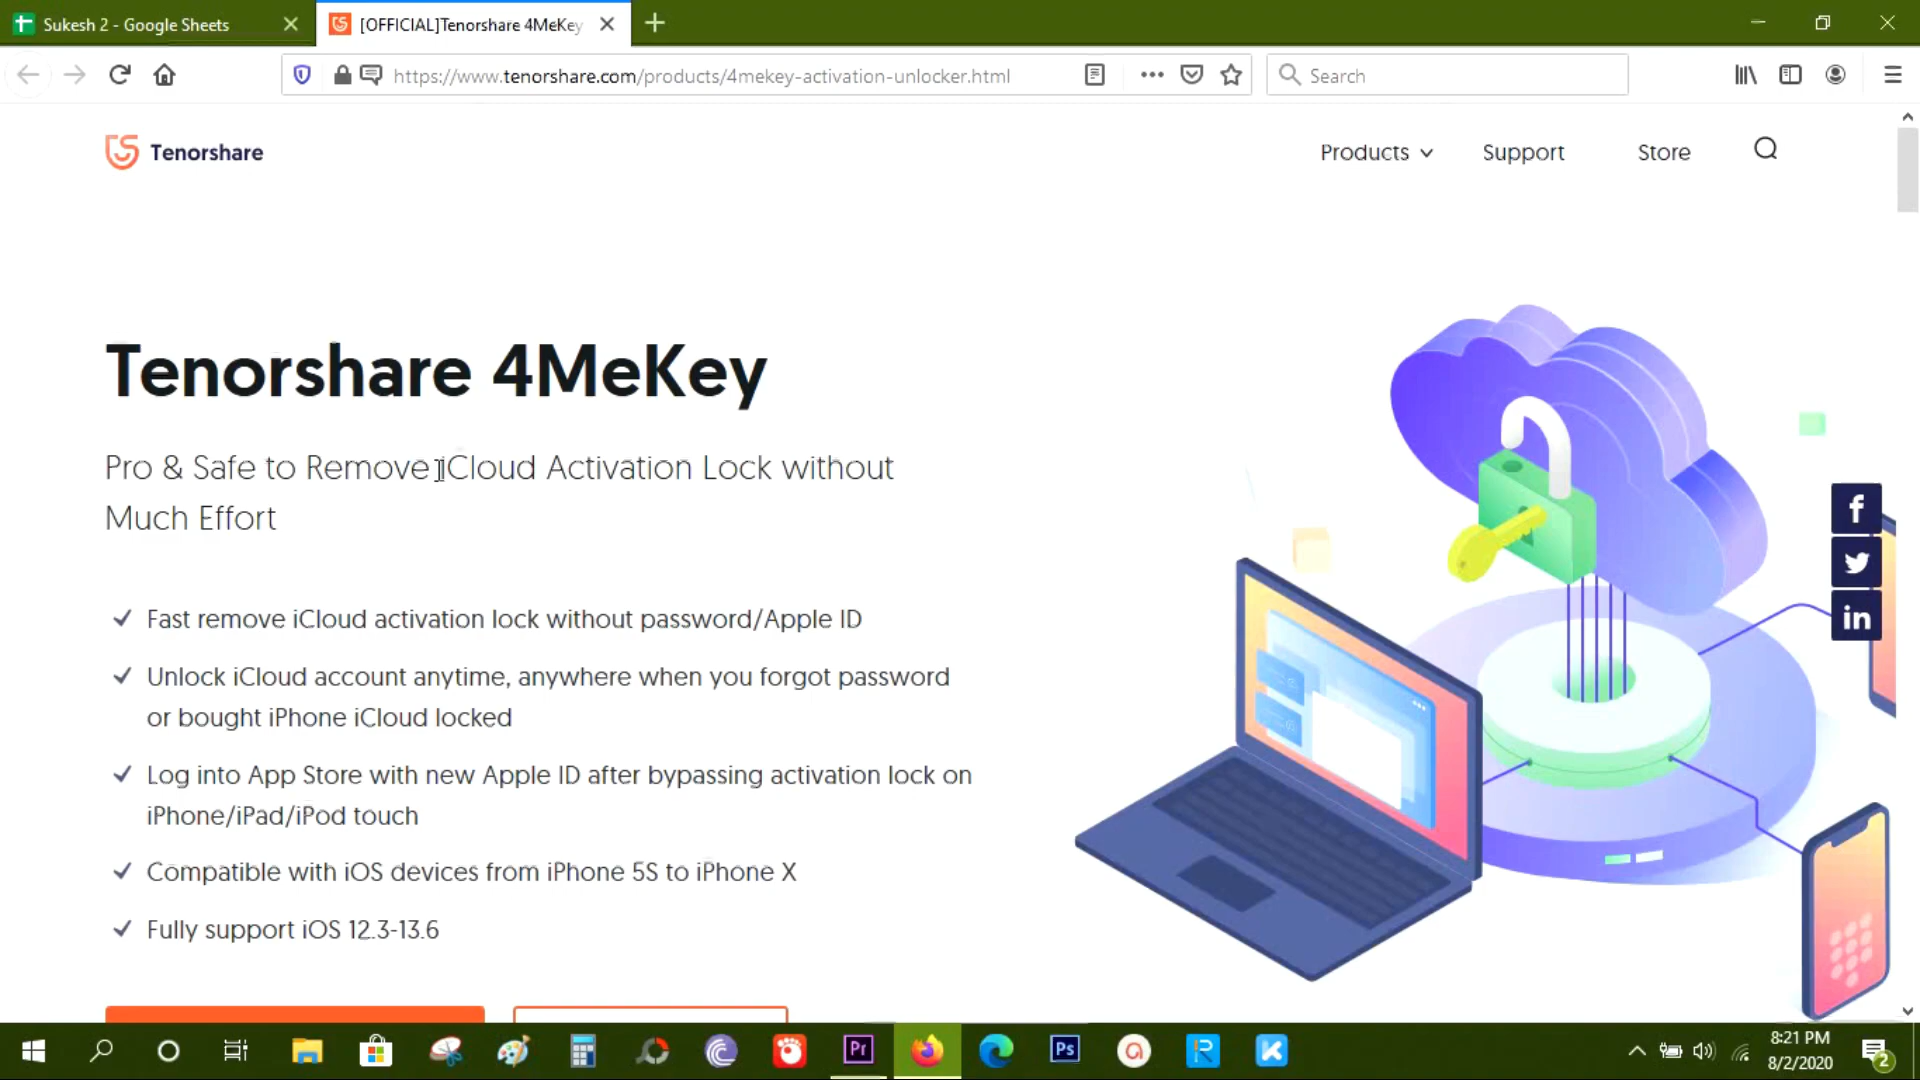 Sukesh 2 - Google Sheets
[OFFICIAL]Tenorshare 4MeKey
https://www.tenorshare.com/products/4mekey-activation-unlocker.html
Search
Tenorshare
Products
Support
Store
Tenorshare 4MeKey
Pro & Safe to Remove iCloud Activation Lock without
Much Effort
Fast remove iCloud activation lock without password/Apple ID
Unlock iCloud account anytime, anywhere when you forgot password
or bought iPhone iCloud locked
Log into App Store with new Apple ID after bypassing activation lock on
iPhone/iPad/iPod touch
Compatible with iOS devices from iPhone 5S to iPhone X
Fully support iOS 12.3-13.6
f
in
Pr
Ps
8:21 PM
8/2/2020
2